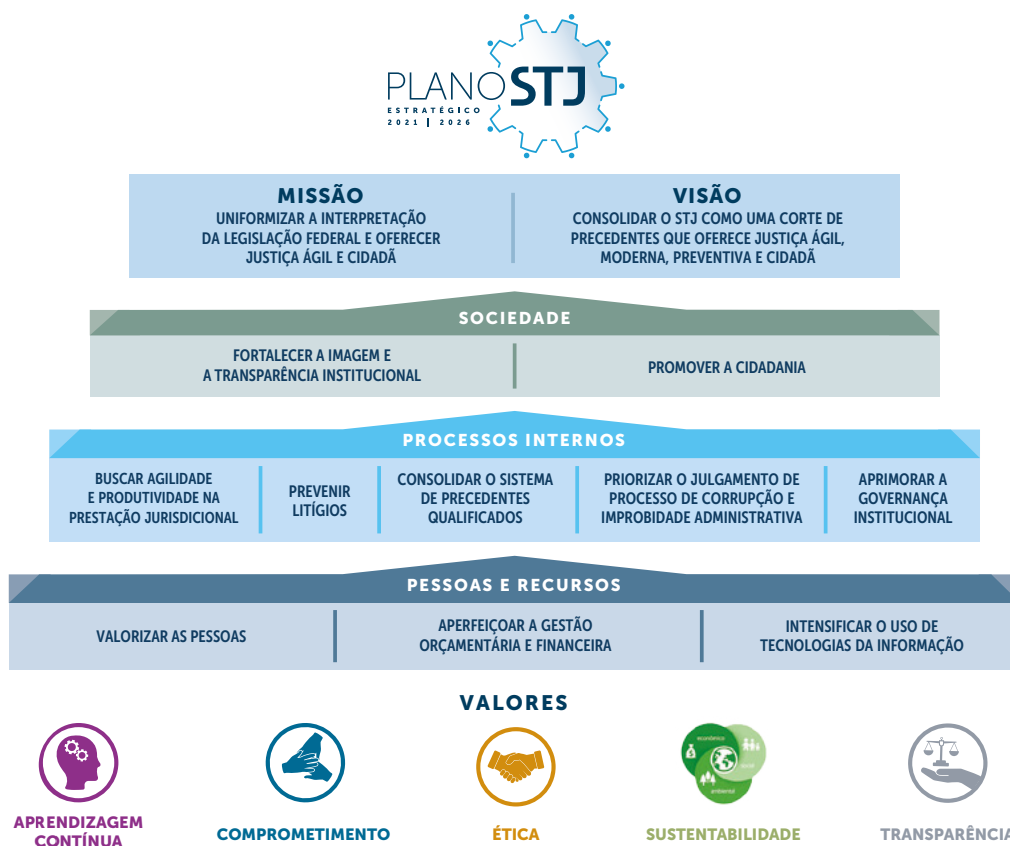 PLANO STJ
ESTRATÉGICO
2021 | 2026
MISSÃO
UNIFORMIZAR A INTERPRETAÇÃO
DA LEGISLAÇÃO FEDERAL E OFERECER
JUSTIÇA ÁGIL E CIDADÃ
VISÃO
CONSOLIDAR O STJ COMO UMA CORTE DE
PRECEDENTES QUE OFERECE JUSTIÇA ÁGIL,
MODERNA, PREVENTIVA E CIDADÃ
SOCIEDADE
FORTALECER A IMAGEM E
A TRANSPARÊNCIA INSTITUCIONAL
PROMOVER A CIDADANIA
PROCESSOS INTERNOS
BUSCAR AGILIDADE
E PRODUTIVIDADE NA
PRESTAÇÃO JURISDICIONAL
PREVENIR
LITÍGIOS
CONSOLIDAR O SISTEMA
DE PRECEDENTES
QUALIFICADOS
PRIORIZAR O JULGAMENTO DE
PROCESSO DE CORRUPÇÃO E
IMPROBIDADE ADMINISTRATIVA
APRIMORAR A
GOVERNANÇA
INSTITUCIONAL
PESSOAS E RECURSOS
VALORIZAR AS PESSOAS
APERFEIÇOAR A GESTÃO
ORÇAMENTÁRIA E FINANCEIRA
INTENSIFICAR O USO DE
TECNOLOGIAS DA INFORMAÇÃO
VALORES
econômico
social
ambiental
APRENDIZAGEM
CONTÍNUA
COMPROMETIMENTO
ÉTICA
SUSTENTABILIDADE
TRANSPARÊNCIA